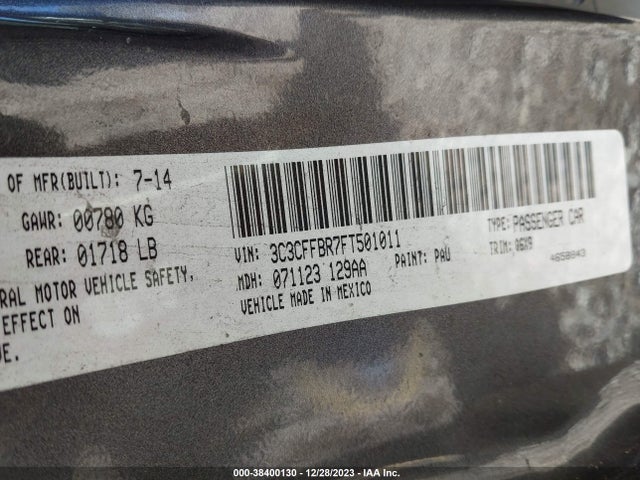 OF MFR(BUILT): 7-14
GAWR: 00780 KG
REAR: 01718 LB
RAL MOTOR VEHICLE SAFETY,
EFFECT ON
VIN: 3C3CFFBR7FT501011
MDH: 071123 129AA PAINT: PAU
VEHICLE MADE IN MEXICO
TYPE: PASSENGER CAR
TRIM: 06X9
4658843
000-38400130 - 12/28/2023 - IAA Inc.